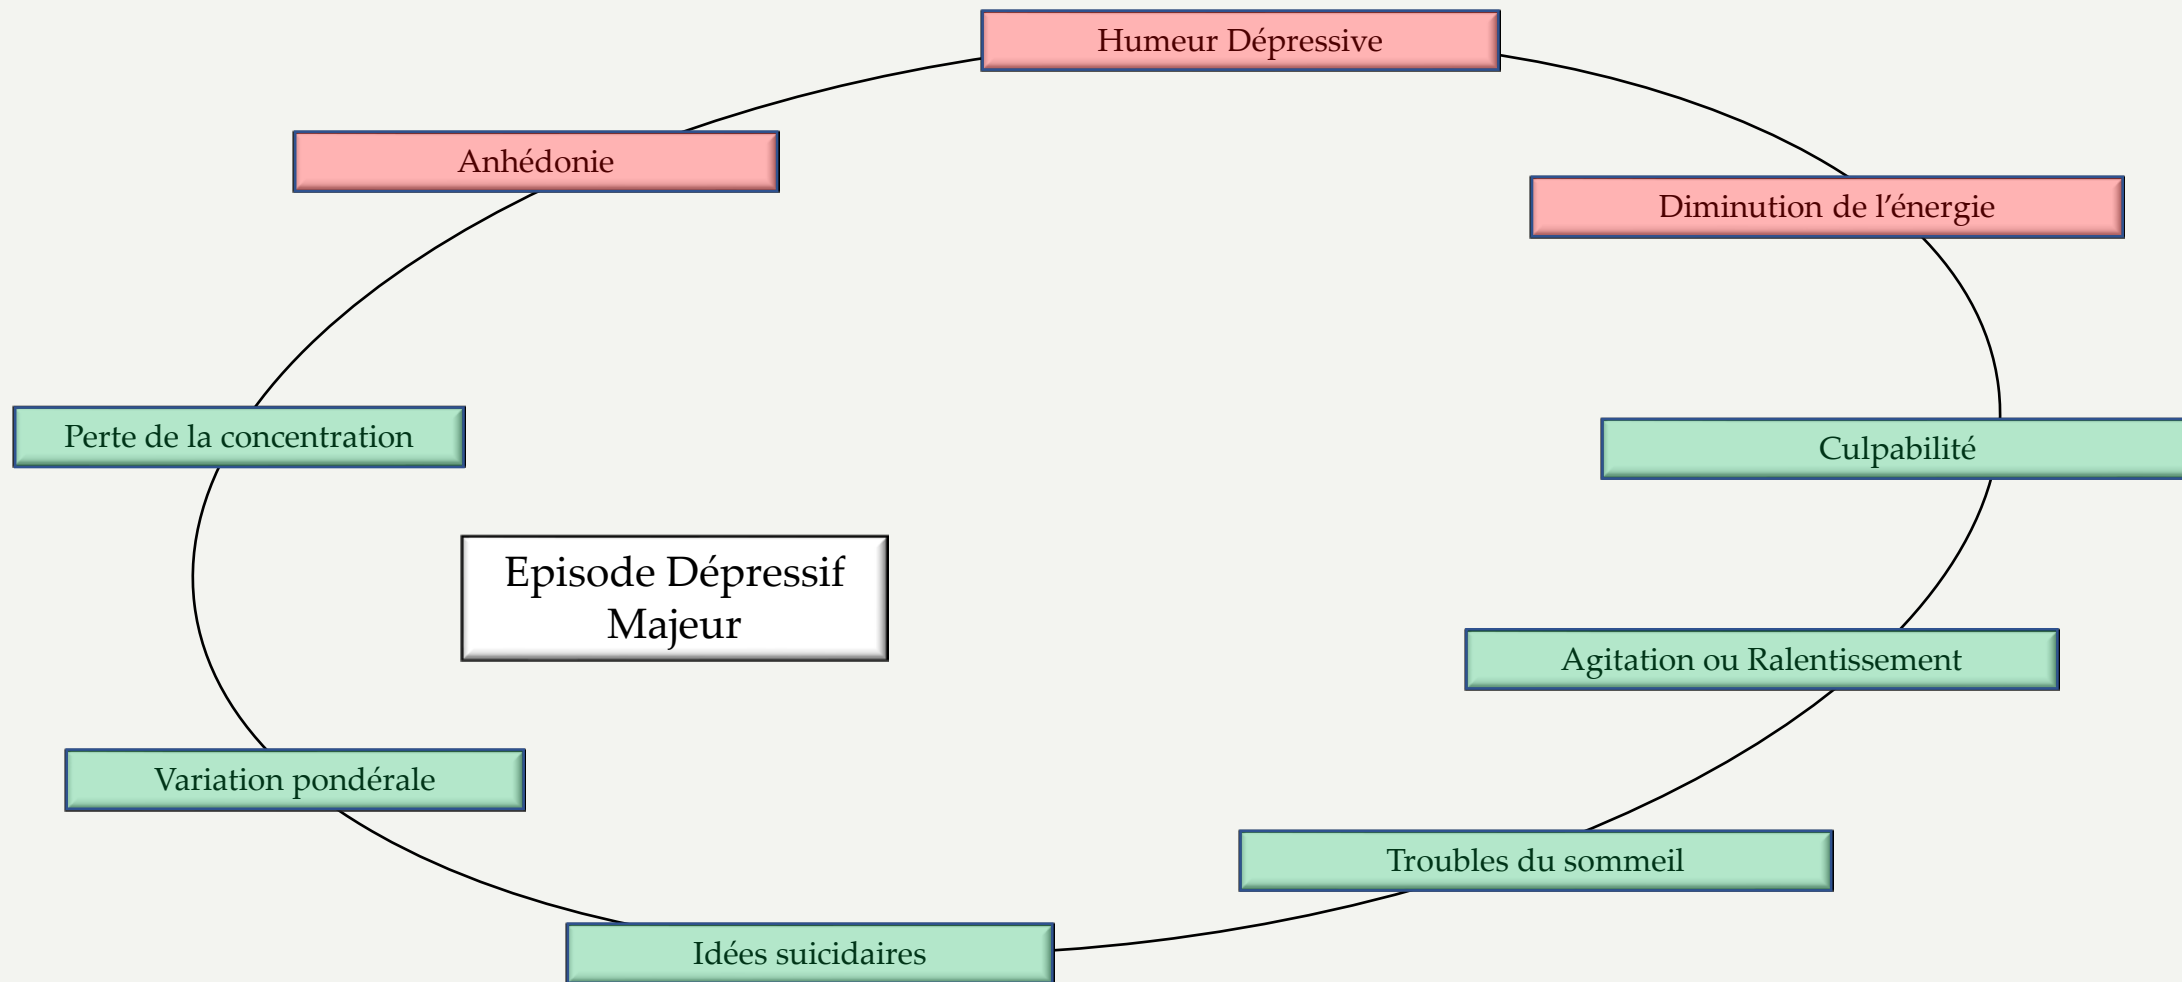 Humeur Dépressive
Anhédonie
Diminution de l'énergie
Perte de la concentration
Culpabilité
Episode Dépressif
Majeur
Agitation ou Ralentissement
Variation pondérale
Troubles du sommeil
Idées suicidaires